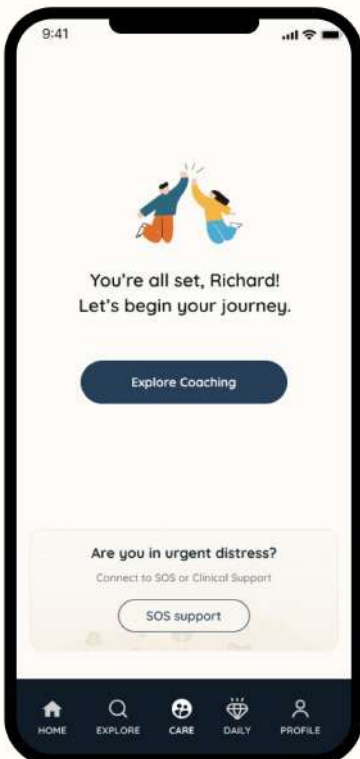 9:41
You're all set, Richard!
Let's begin your journey.
Explore Coaching
Are you in urgent distress?
Connect to SOS or Clinical Support
SOS support
HOME EXPLORE CARE DAILY PROFILE